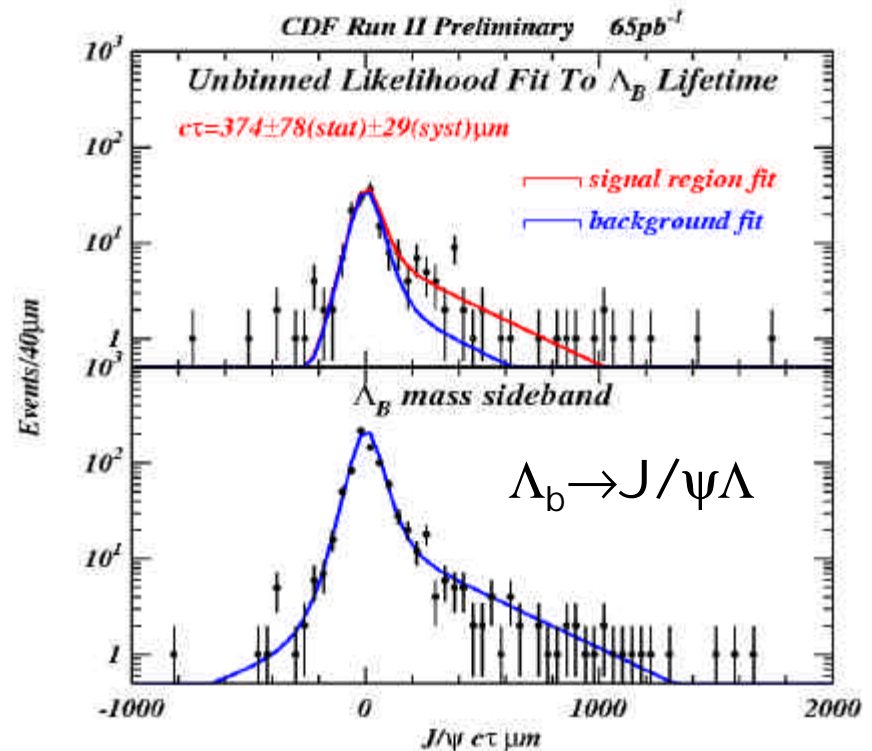 CDF Run II Preliminary 65pb⁻¹
10³
Unbinned Likelihood Fit To Λ_B Lifetime
cτ=374±78(stat)±29(syst)μm
10²
signal region fit
background fit
10¹
1
10³
Λ_B mass sideband
10²
Λ_b→J/ψΛ
10¹
1
Events/40μm
-1000 0 1000 2000
J/ψ cτ μm